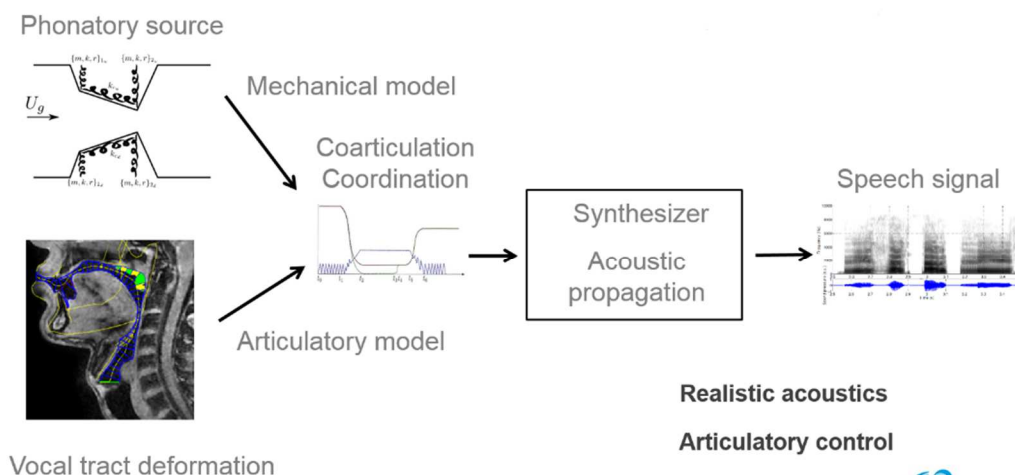 Phonatory source
Mechanical model
U_g
Coarticulation
Coordination
Speech signal
Synthesizer
Acoustic
propagation
Articulatory model
Realistic acoustics
Articulatory control
Vocal tract deformation